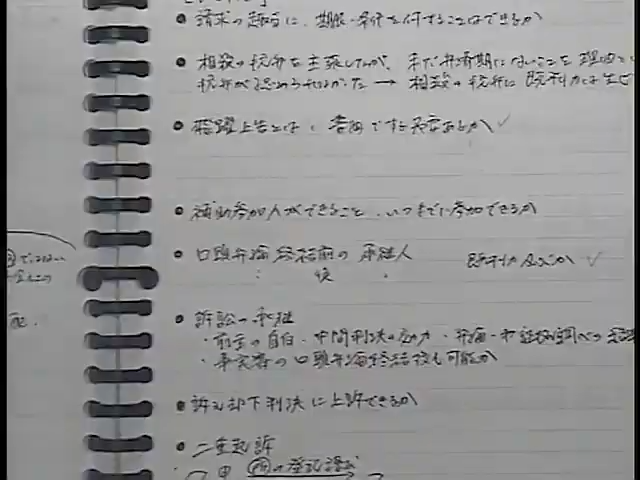 ・請求の趣旨に、期限・条件を付することはできるか
・相殺の抗弁を主張したが、まだ弁済期にないことを理由に
抗弁が認められなかった → 相殺の抗弁に既判力は生じ
・飛躍上告とは 書面でする必要あるか ✓
・補助参加人ができること、いつまでに参加できるか
・口頭弁論終結前の承継人 既判力及ぶか ✓
後
・訴訟の承継
・前主の自白・中間判決の効力・弁論・証拠調べへの
・事実審の口頭弁論終結後も可能か
・訴え却下判決に上訴できるか
・二重起訴
甲 の登記